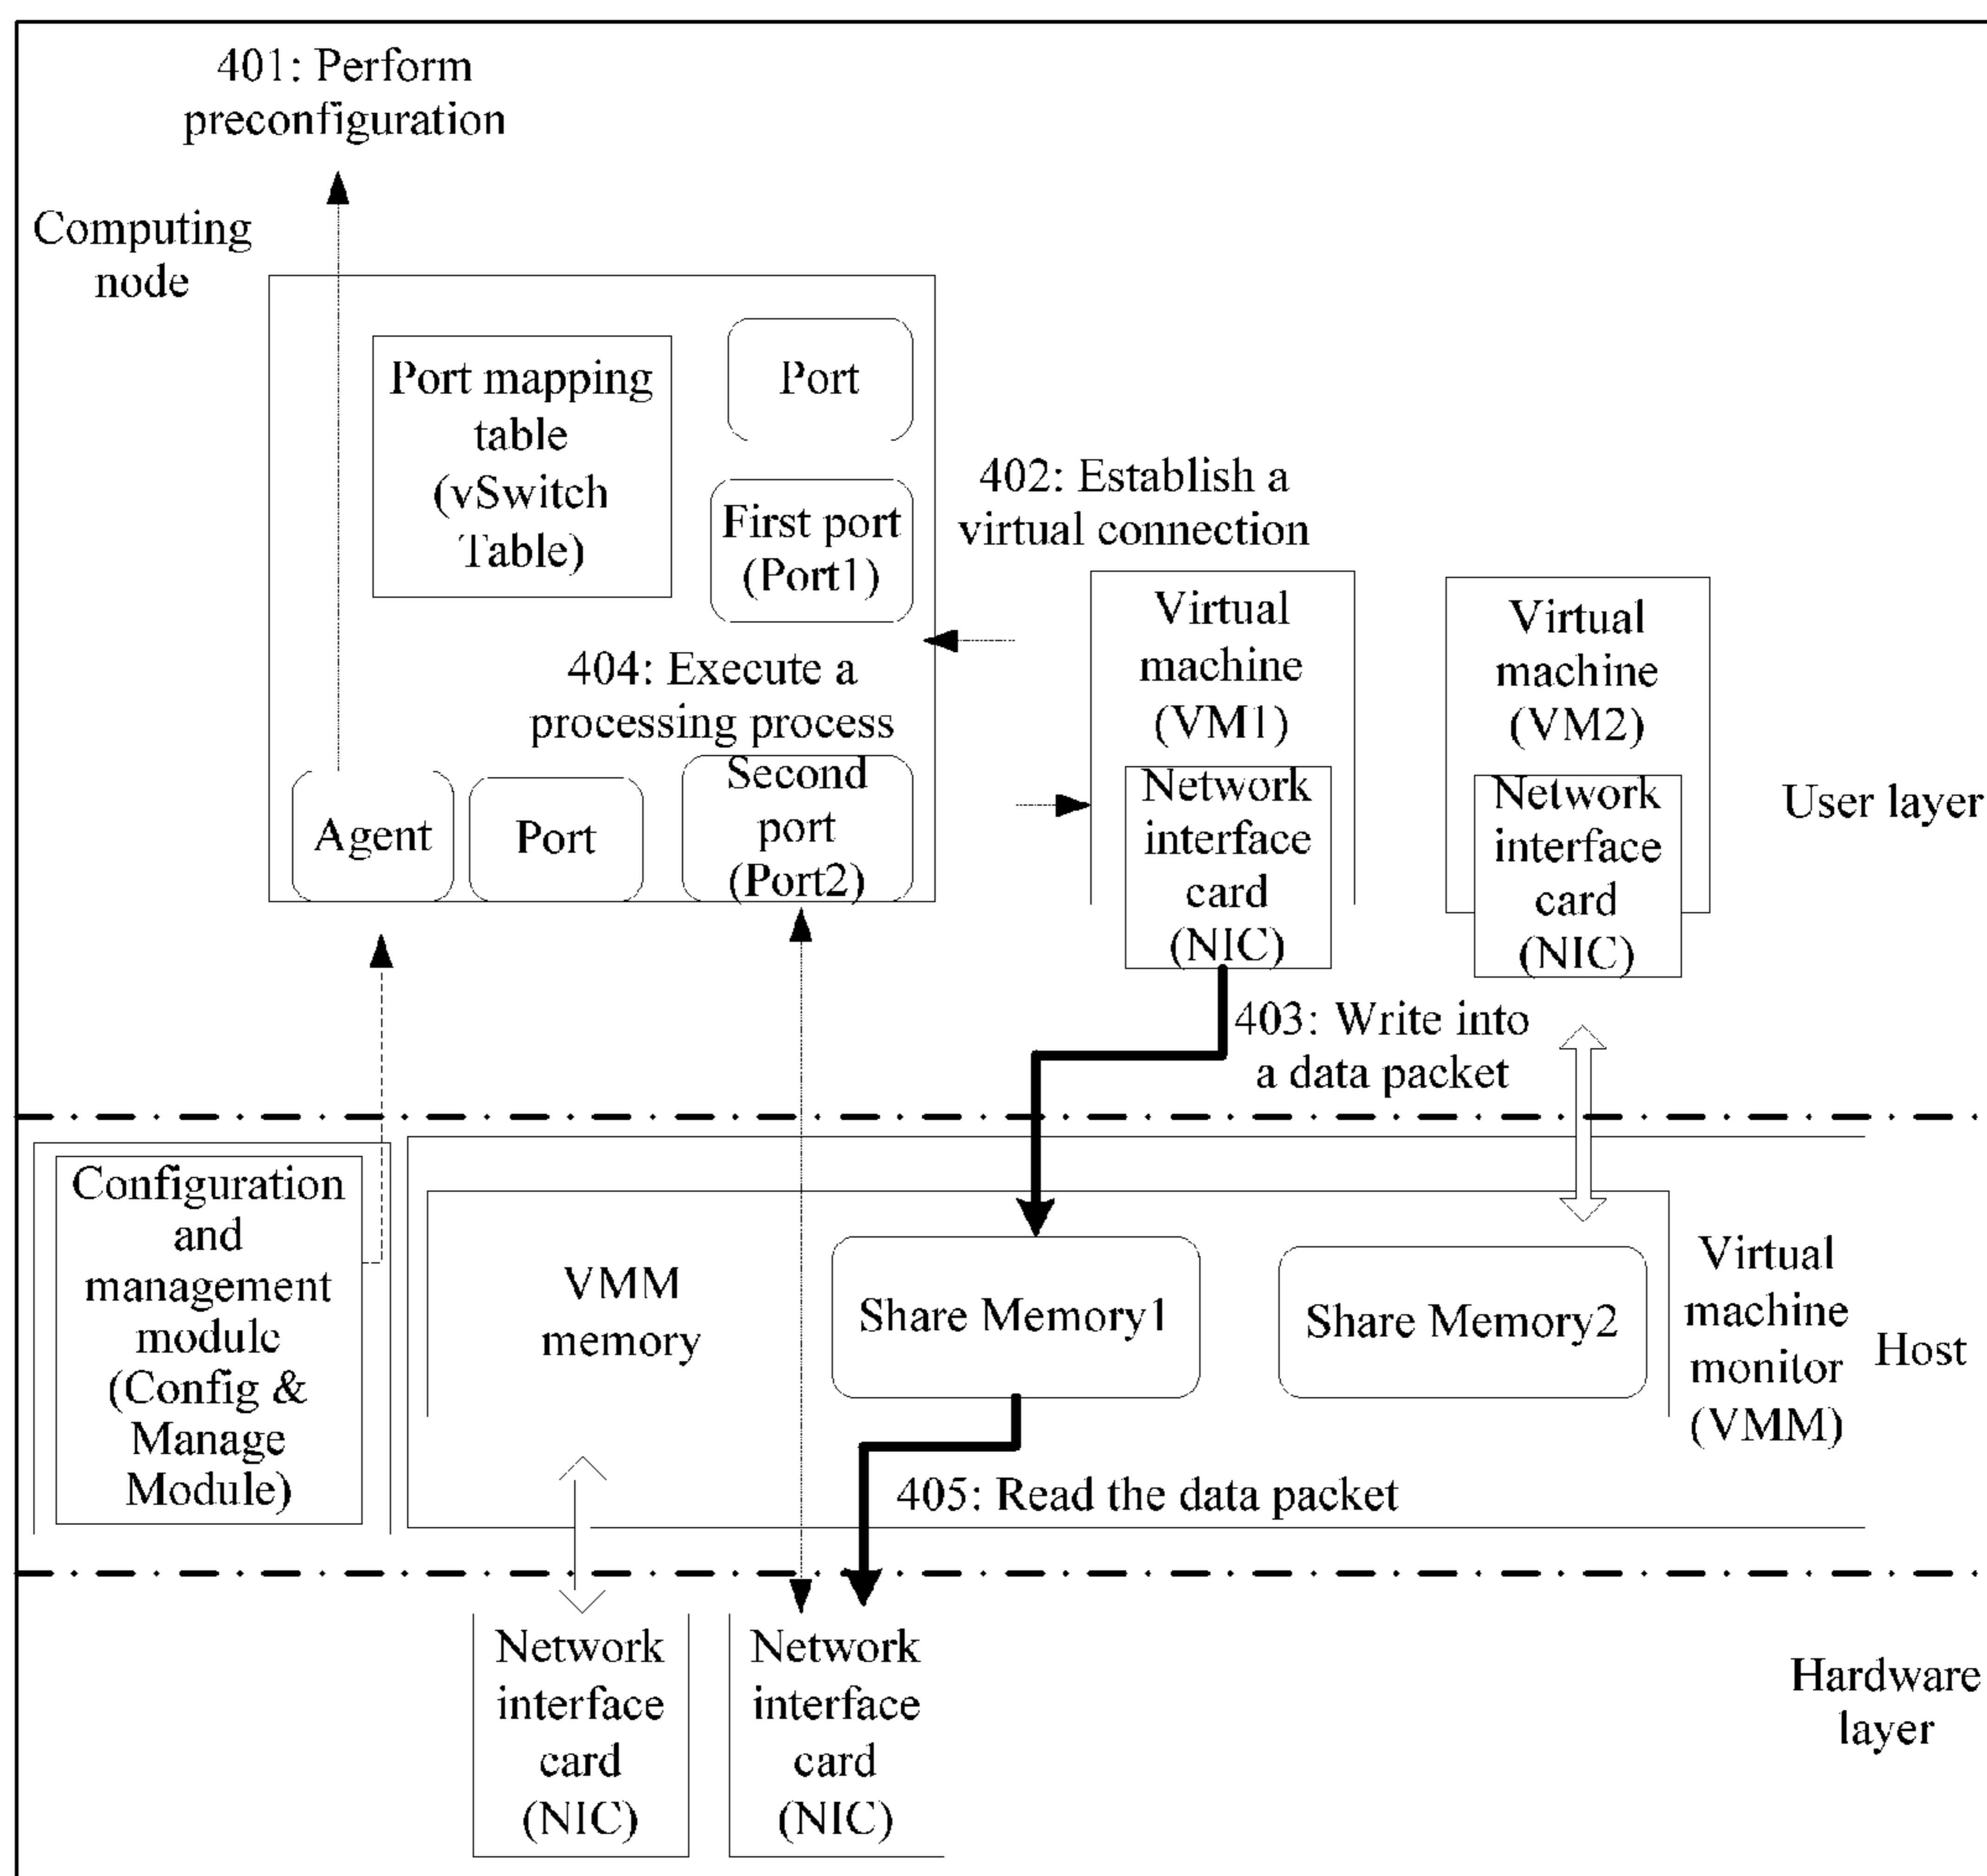 401: Perform
preconfiguration
Computing
node
Port mapping
table
(vSwitch
Table)
Port
First port
(Port1)
402: Establish a
virtual connection
404: Execute a
processing process
Agent
Port
Second
port
(Port2)
Virtual
machine
(VM1)
Network
interface
card
(NIC)
Virtual
machine
(VM2)
Network
interface
card
(NIC)
User layer
403: Write into
a data packet
Configuration
and
management
module
(Config &
Manage
Module)
VMM
memory
Share Memory1
Share Memory2
Virtual
machine
monitor
(VMM)
Host
405: Read the data packet
Network
interface
card
(NIC)
Network
interface
card
(NIC)
Hardware
layer